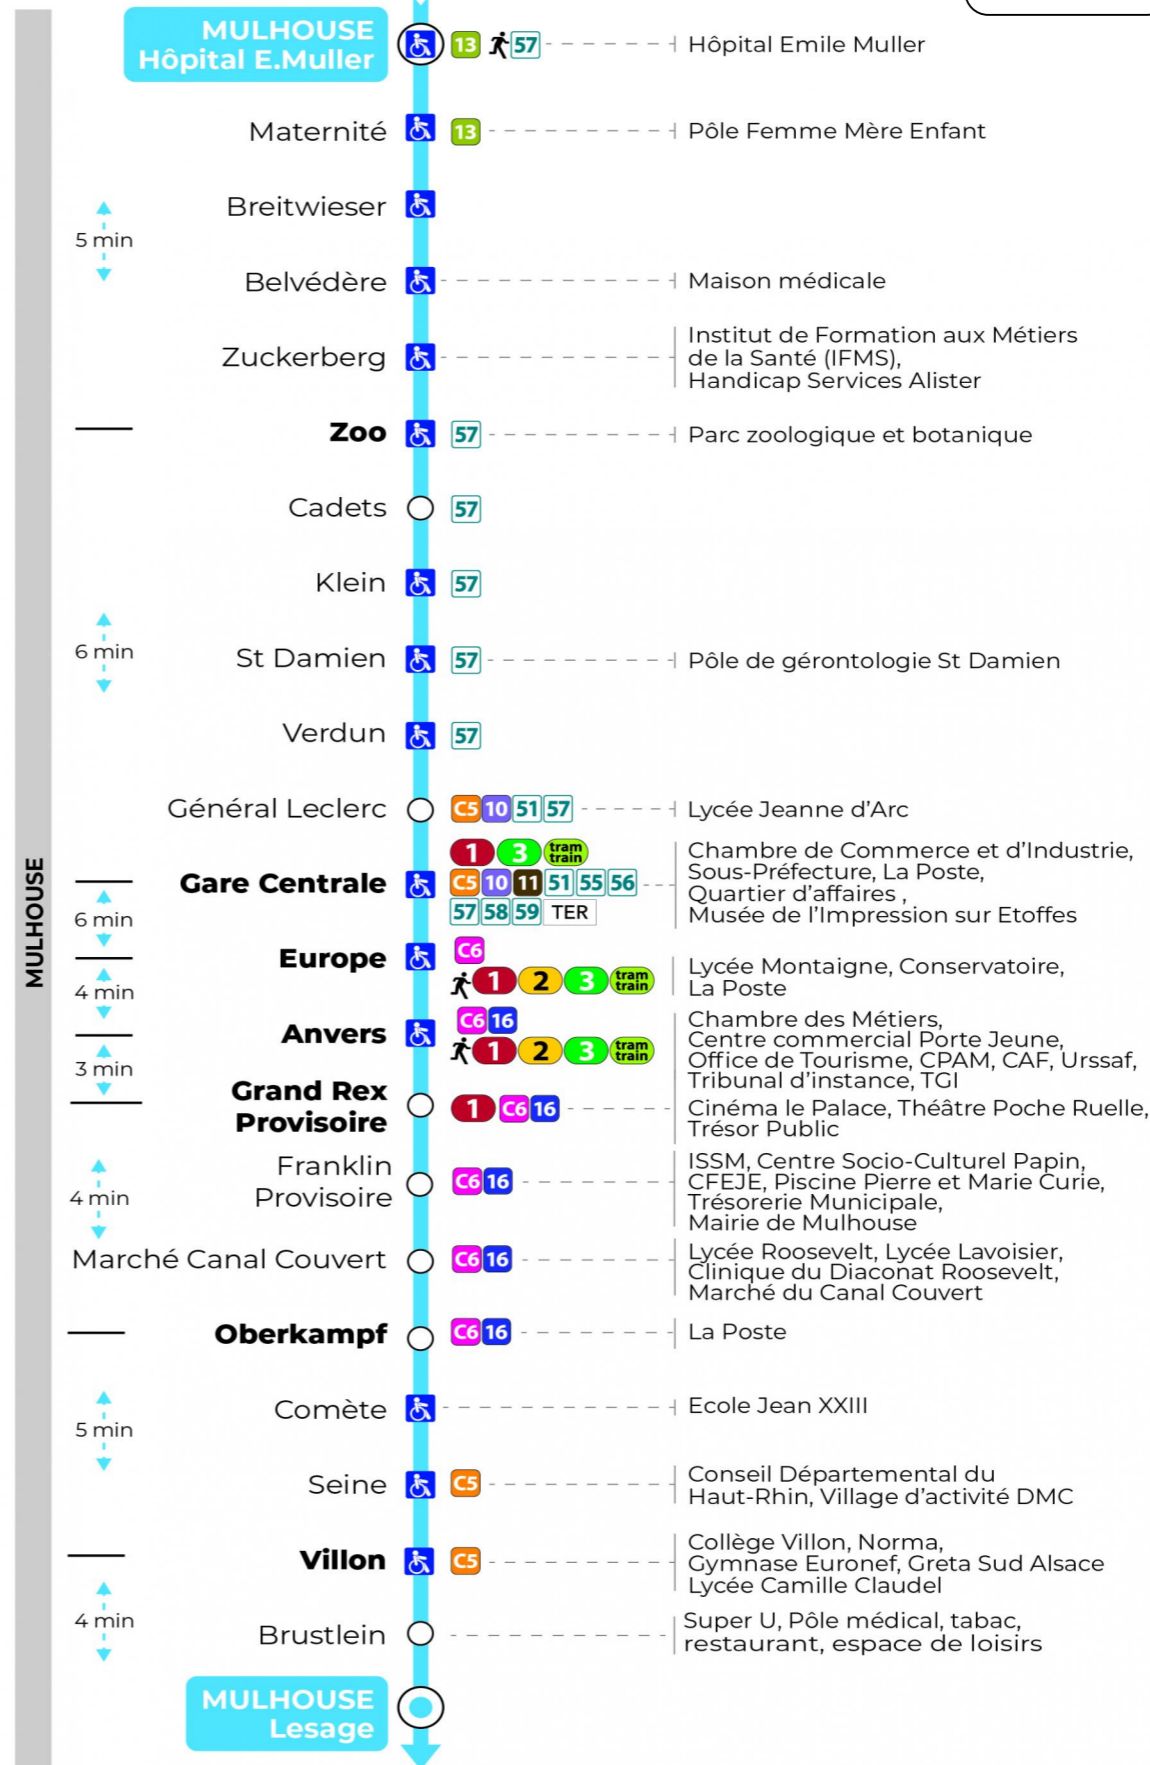 MULHOUSE
Hôpital E.Muller
13 57 Hôpital Emile Muller
Maternité 13 Pôle Femme Mère Enfant
Breitwieser
5 min
Belvédère Maison médicale
Zuckerberg
Institut de Formation aux Métiers
de la Santé (IFMS),
Handicap Services Alister
Zoo 57 Parc zoologique et botanique
Cadets 57
Klein 57
6 min
St Damien 57 Pôle de gérontologie St Damien
Verdun 57
Général Leclerc C5 10 51 57 Lycée Jeanne d’Arc
MULHOUSE
Gare Centrale
1 3 tram train
C5 10 11 51 55 56
57 58 59 TER
Chambre de Commerce et d’Industrie,
Sous-Préfecture, La Poste,
Quartier d’affaires ,
Musée de l’Impression sur Etoffes
6 min
Europe
C6
1 2 3 tram train
Lycée Montaigne, Conservatoire,
La Poste
4 min
Anvers
C6 16
1 2 3 tram train
Chambre des Métiers,
Centre commercial Porte Jeune,
Office de Tourisme, CPAM, CAF, Urssaf,
Tribunal d’instance, TGI
3 min
Grand Rex
Provisoire
1 C6 16
Cinéma le Palace, Théâtre Poche Ruelle,
Trésor Public
Franklin
Provisoire
C6 16
ISSM, Centre Socio-Culturel Papin,
CFEJE, Piscine Pierre et Marie Curie,
Trésorerie Municipale,
Mairie de Mulhouse
4 min
Marché Canal Couvert C6 16
Lycée Roosevelt, Lycée Lavoisier,
Clinique du Diaconat Roosevelt,
Marché du Canal Couvert
Oberkampf C6 16 La Poste
Comète Ecole Jean XXIII
5 min
Seine C5
Conseil Départemental du
Haut-Rhin, Village d’activité DMC
Villon C5
Collège Villon, Norma,
Gymnase Euronef, Greta Sud Alsace
Lycée Camille Claudel
4 min
Brustlein
Super U, Pôle médical, tabac,
restaurant, espace de loisirs
MULHOUSE
Lesage